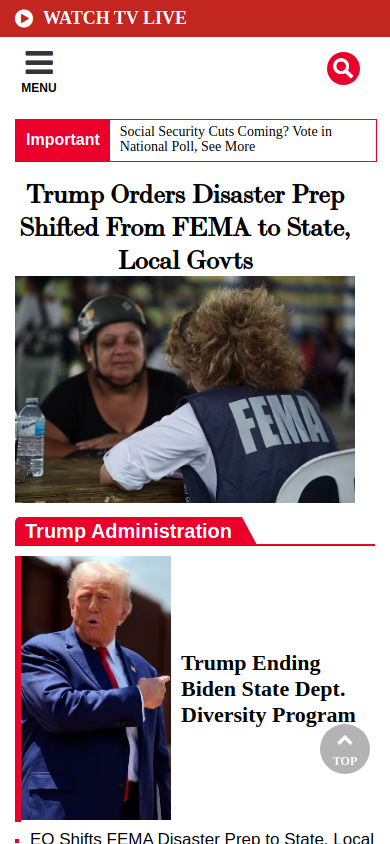 WATCH TV LIVE
MENU
Important
Social Security Cuts Coming? Vote in
National Poll, See More
Trump Orders Disaster Prep
Shifted From FEMA to State,
Local Govts
FEMA
Trump Administration
Trump Ending
Biden State Dept.
Diversity Program
TOP
EO Shifts FEMA Disaster Prep to State, Local